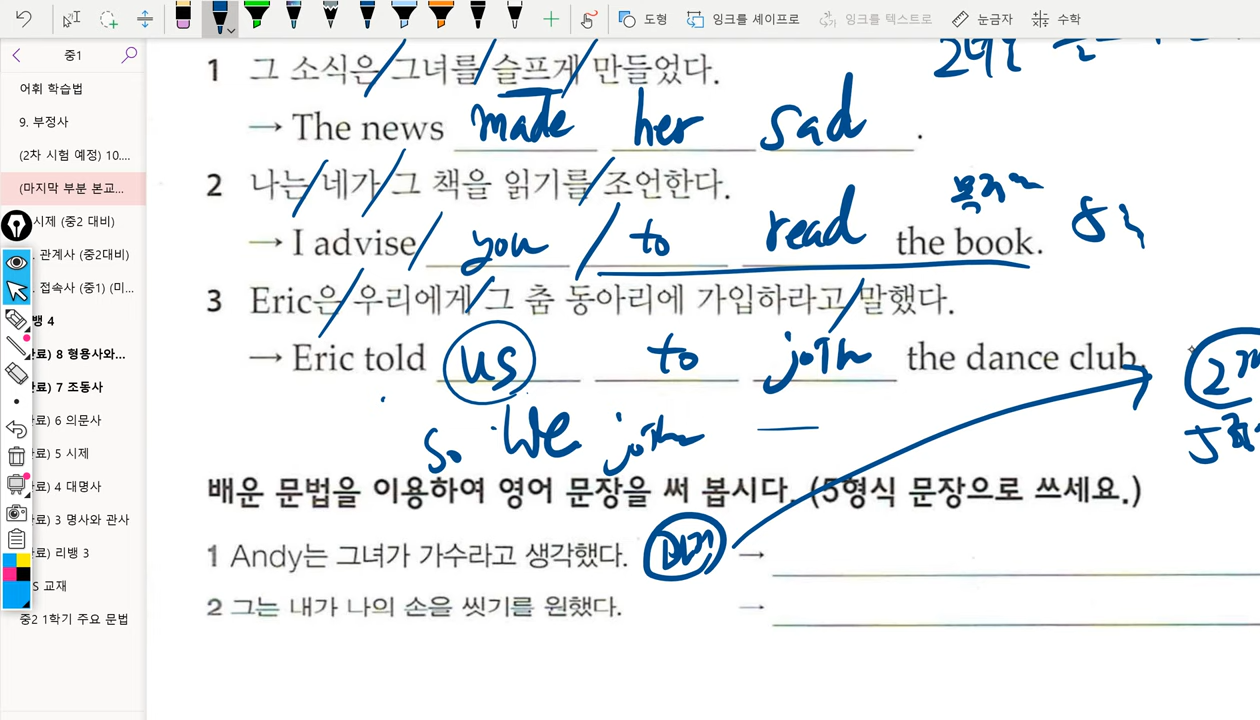 도형 잉크를 셰이프로 잉크를 텍스트로 눈금자 수학
중1
어휘 학습법
9. 부정사
(2차 시험 예정) 10....
(마지막 부분 본교...
시제 (중2 대비)
. 관계사 (중2대비)
. 접속사 (중1) (미...
뱅 4
료) 8 형용사와...
료) 7 조동사
료) 6 의문사
료) 5 시제
료) 4 대명사
료) 3 명사와 관사
료) 리뱅 3
S 교재
중2 1학기 주요 문법
1 그 소식은 그녀를 슬프게 만들었다.
→ The news made her sad .
2 나는 네가 그 책을 읽기를 조언한다.
→ I advise you to read the book.
3 Eric은 우리에게 그 춤 동아리에 가입하라고 말했다.
→ Eric told us to join the dance club.
so we join
배운 문법을 이용하여 영어 문장을 써 봅시다. (5형식 문장으로 쓰세요.)
1 Andy는 그녀가 가수라고 생각했다. →
2 그는 내가 나의 손을 씻기를 원했다. →